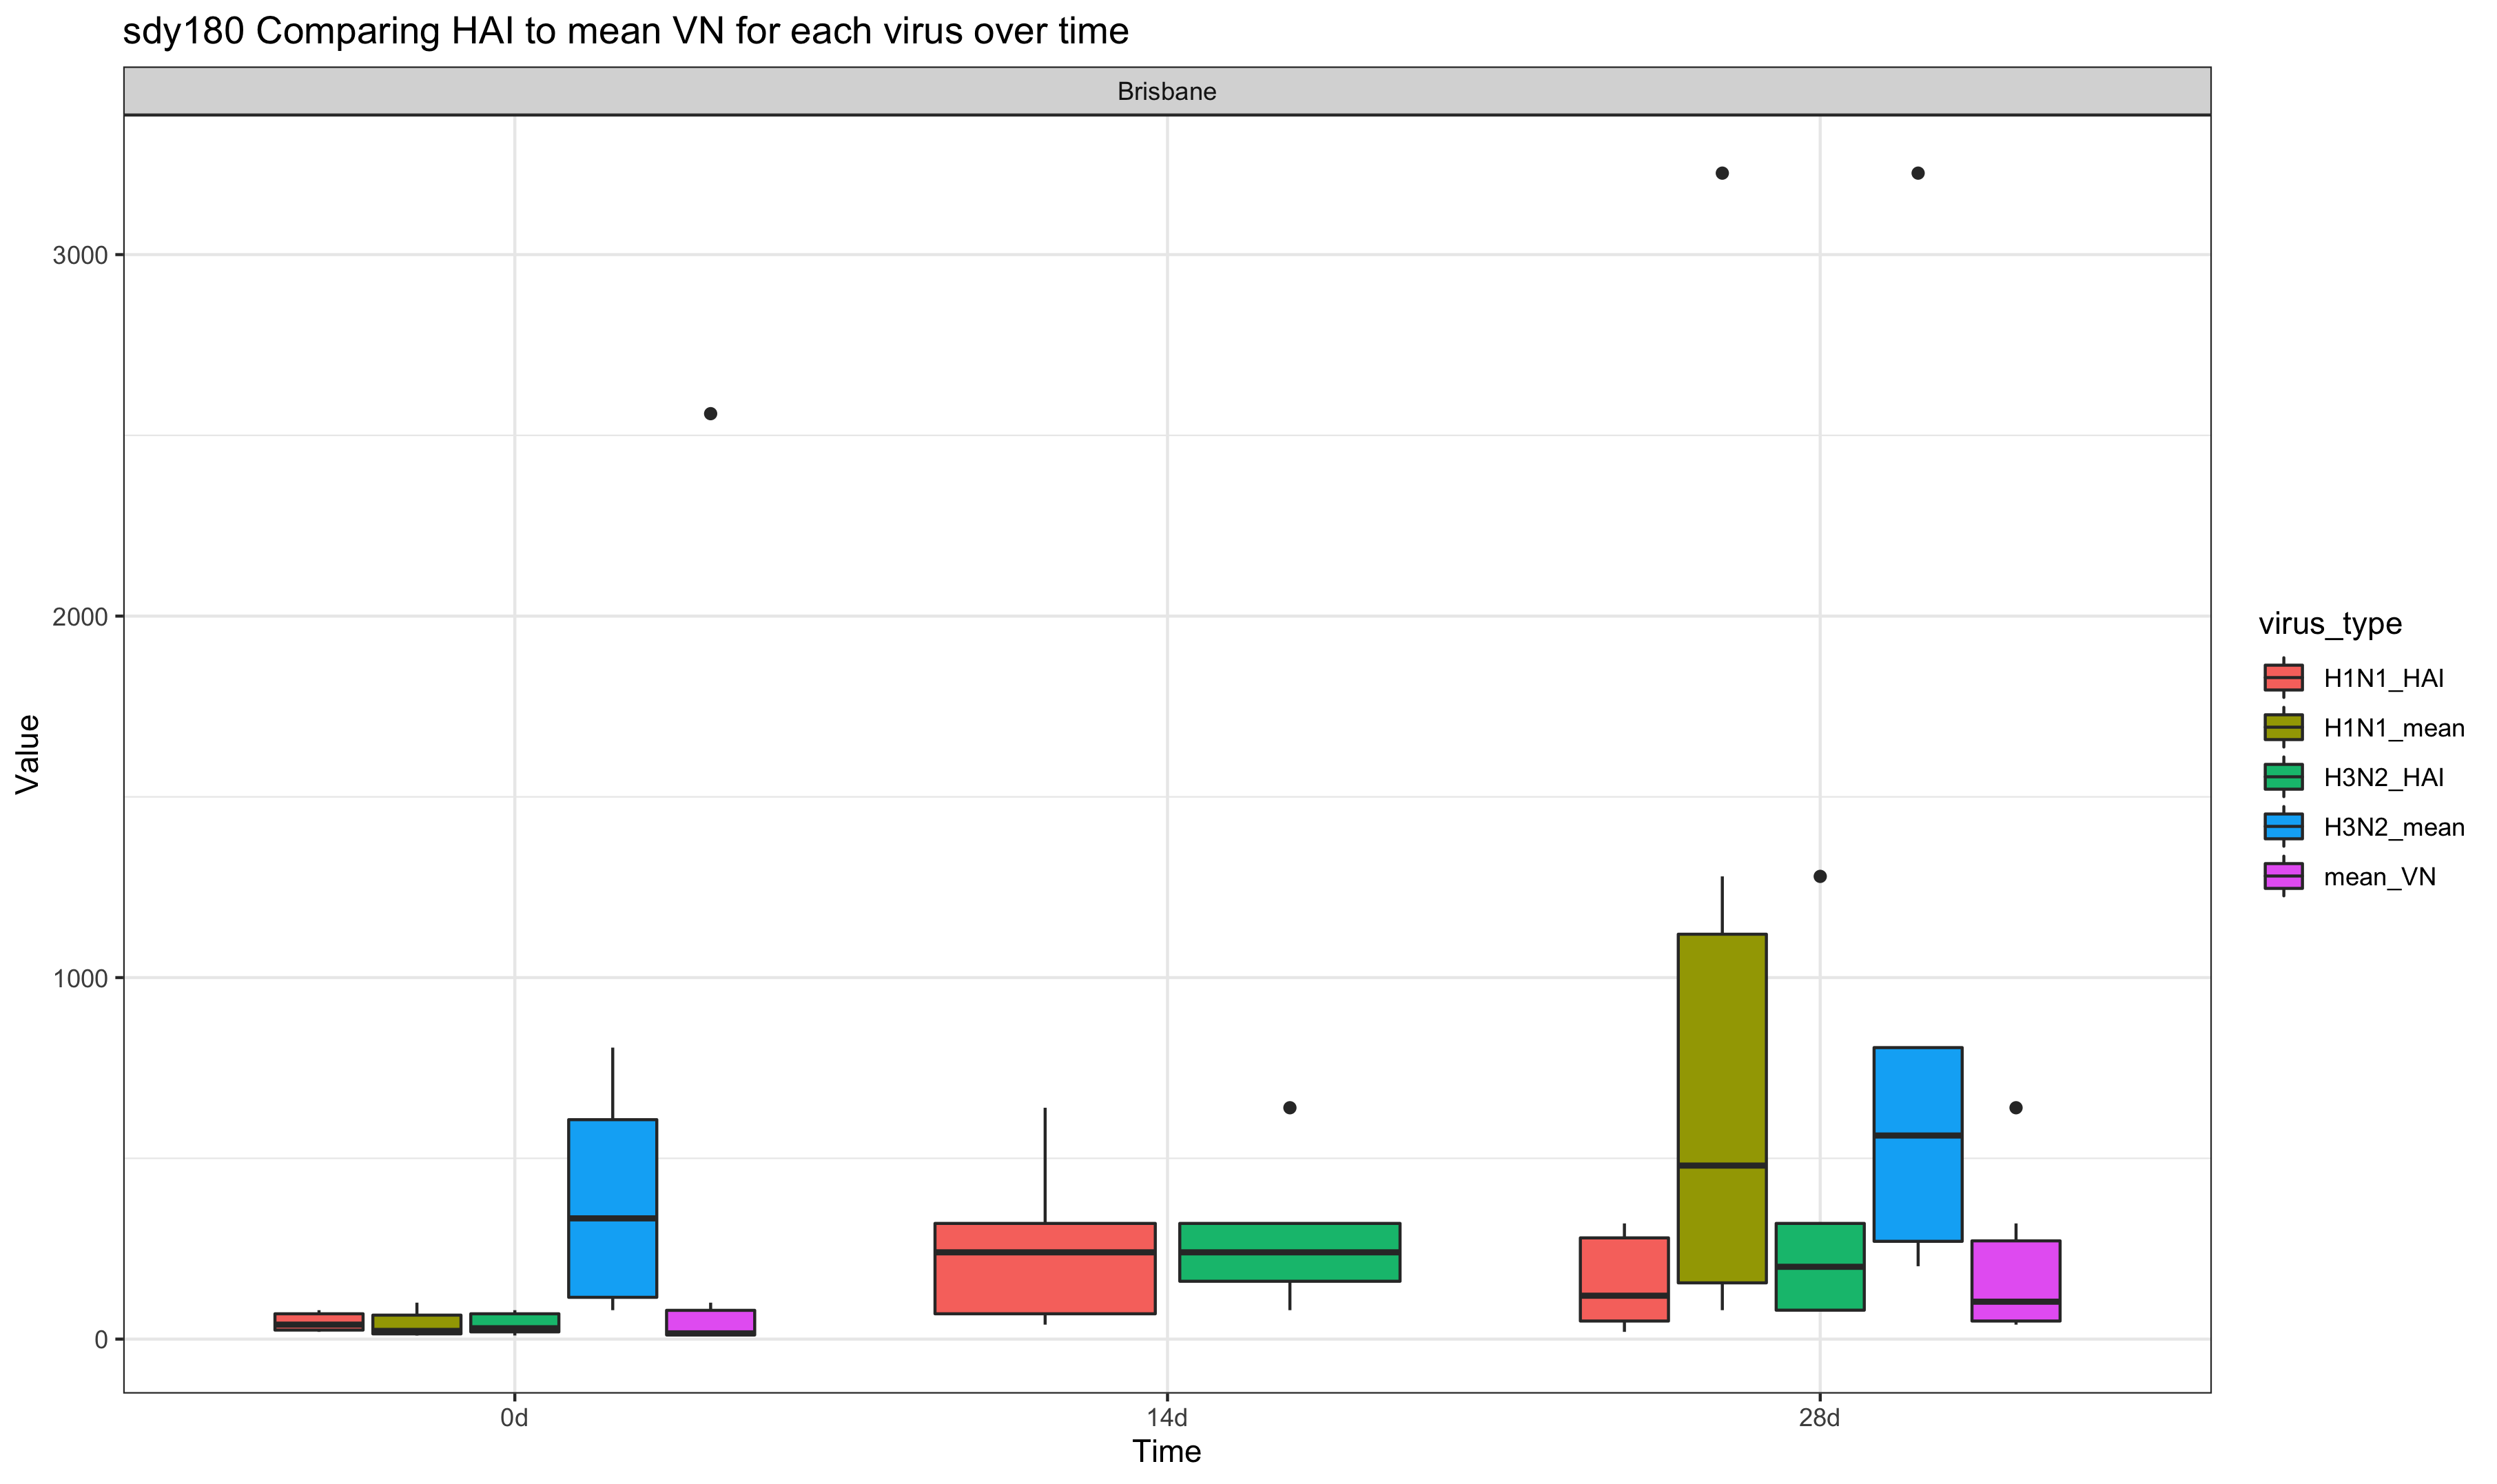 sdy180 Comparing HAI to mean VN for each virus over time
Brisbane
3000
2000
1000
0
Value
0d 14d 28d
Time
virus_type
H1N1_HAI
H1N1_mean
H3N2_HAI
H3N2_mean
mean_VN